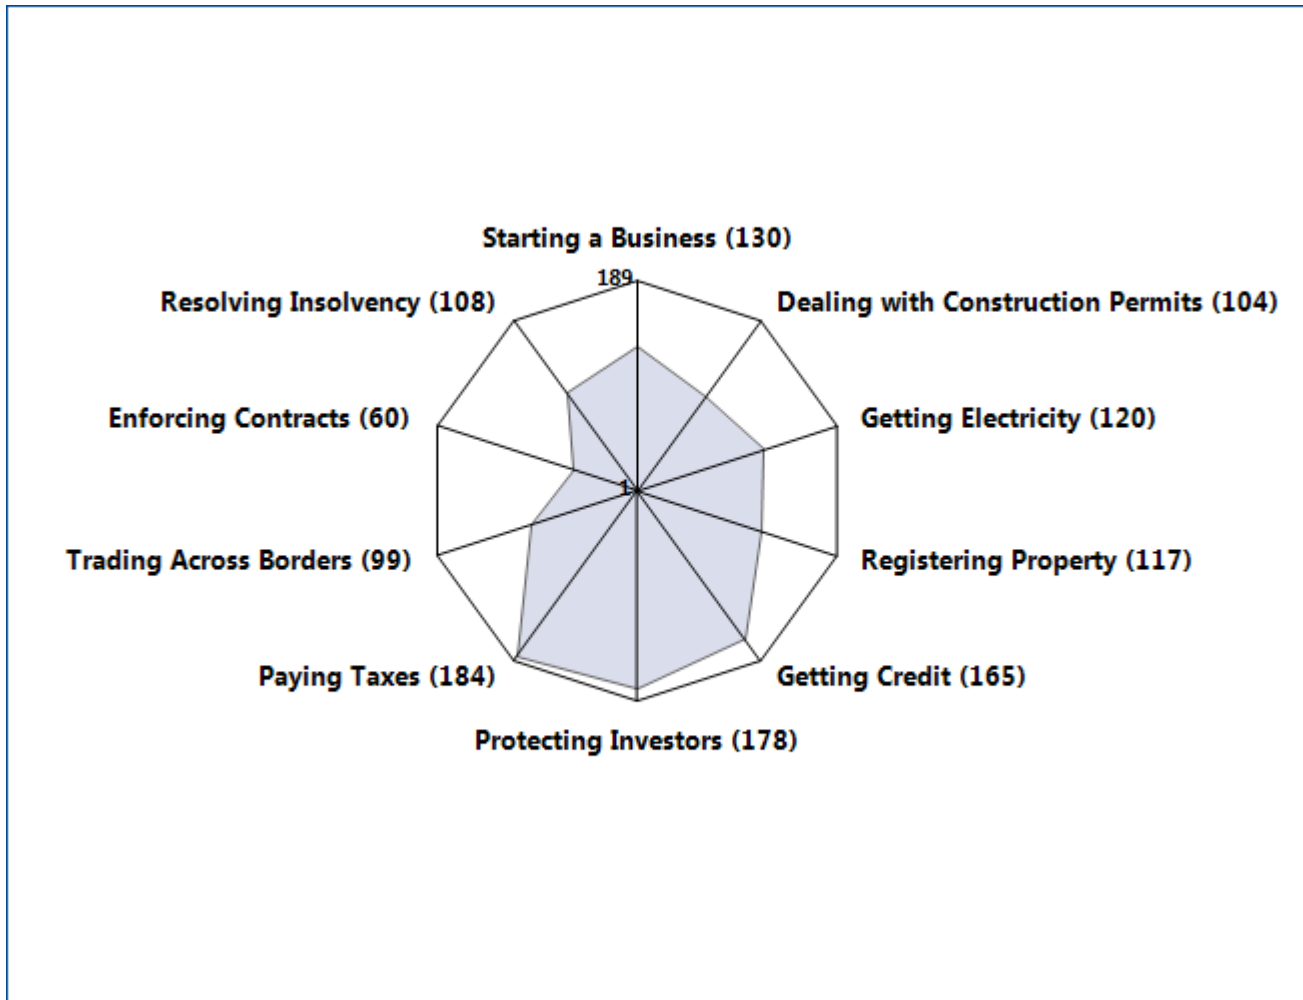 Starting a Business (130)
189
Resolving Insolvency (108)
Dealing with Construction Permits (104)
Enforcing Contracts (60)
Getting Electricity (120)
1
Trading Across Borders (99)
Registering Property (117)
Paying Taxes (184)
Getting Credit (165)
Protecting Investors (178)